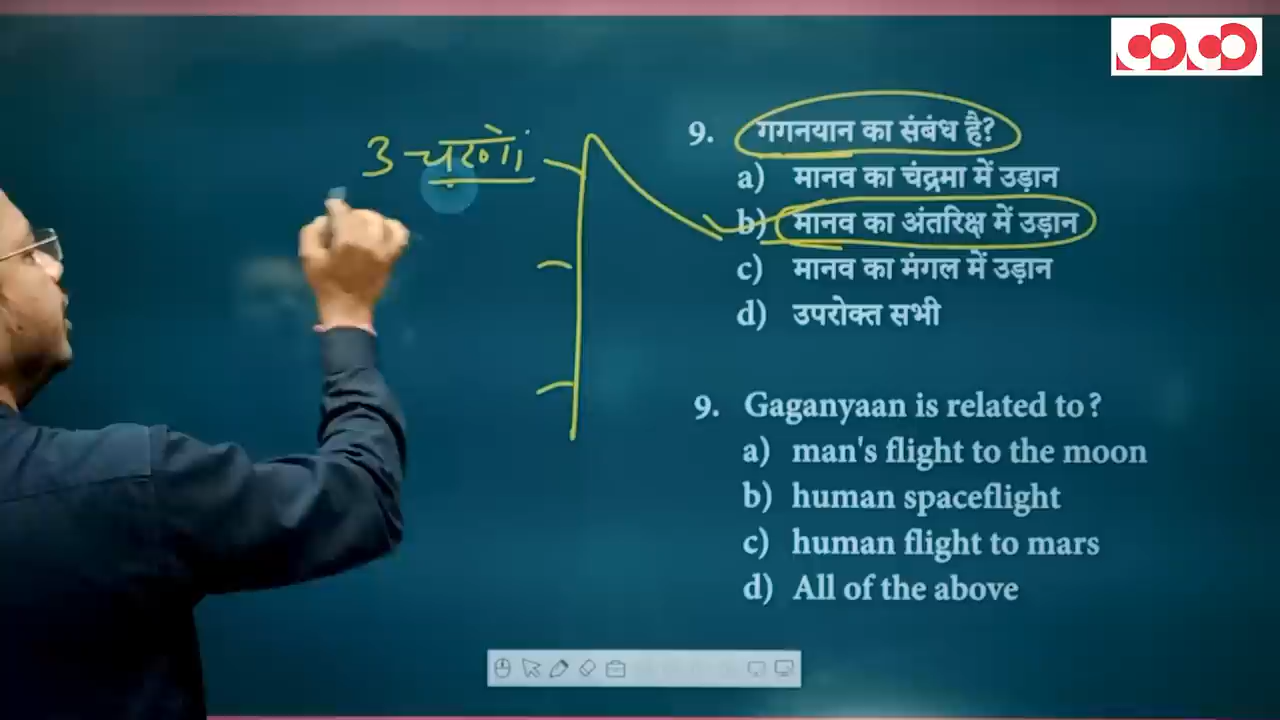 3 चरणों
9. गगनयान का संबंध है?
a) मानव का चंद्रमा में उड़ान
b) मानव का अंतरिक्ष में उड़ान
c) मानव का मंगल में उड़ान
d) उपरोक्त सभी
9. Gaganyaan is related to?
a) man's flight to the moon
b) human spaceflight
c) human flight to mars
d) All of the above